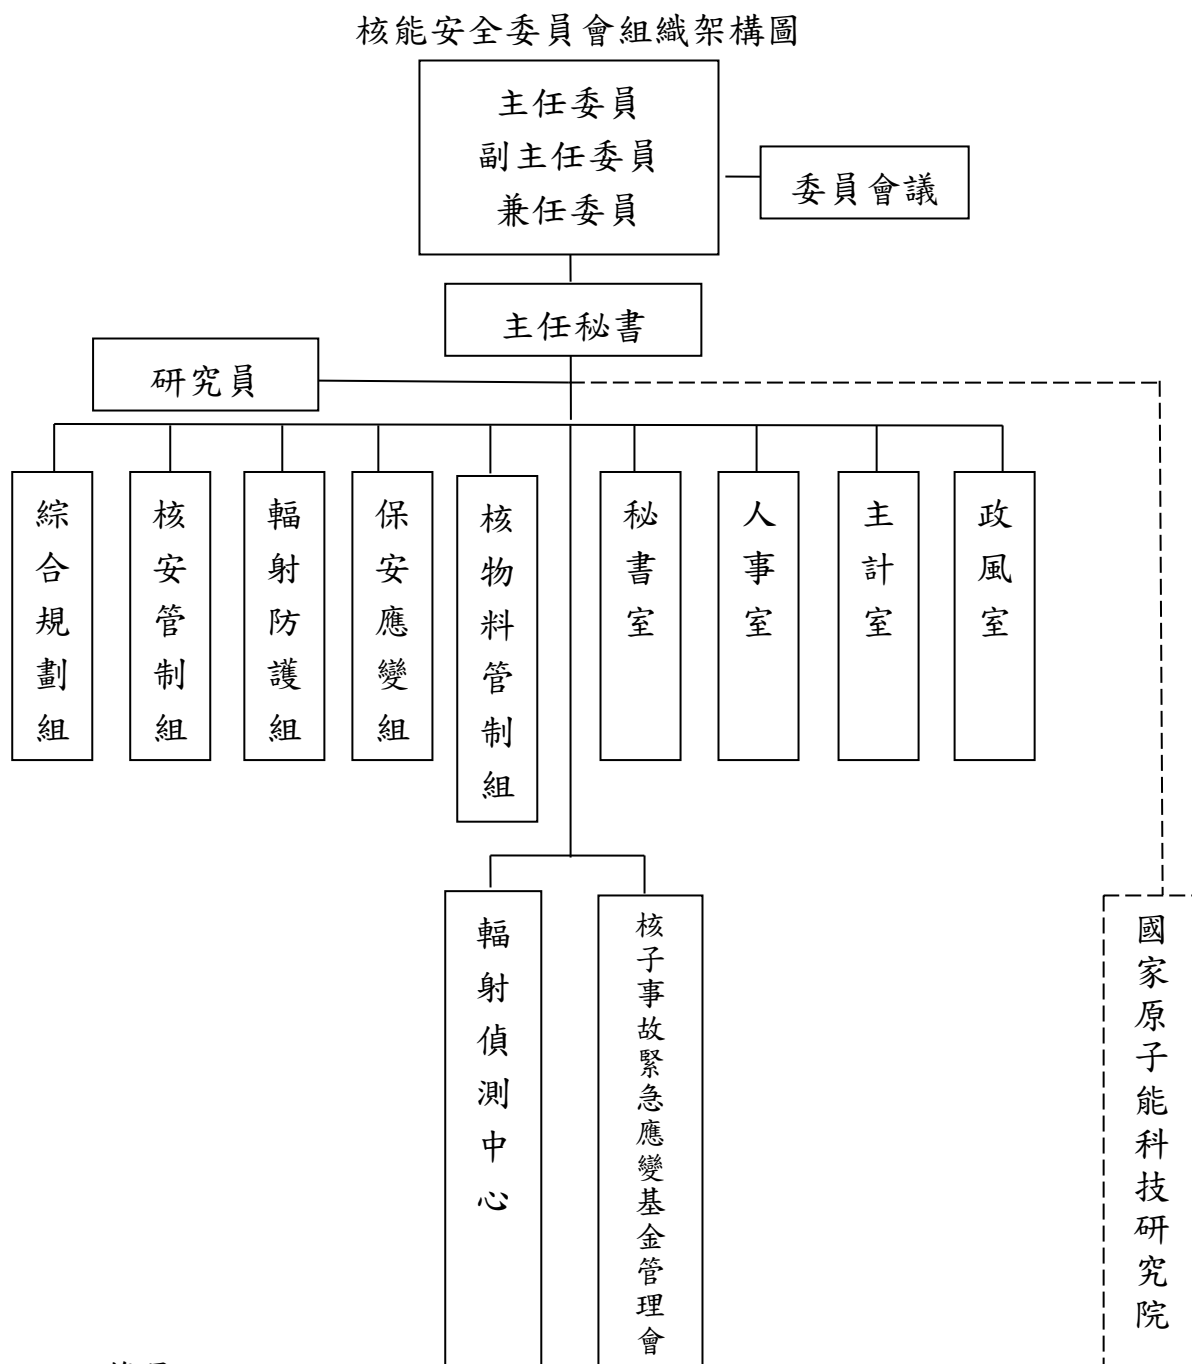 核能安全委員會組織架構圖
主任委員
副主任委員
兼任委員
委員會議
主任秘書
研究員
綜合規劃組
核安管制組
輻射防護組
保安應變組
核物料管制組
秘書室
人事室
主計室
政風室
輻射偵測中心
核子事故緊急應變基金管理會
國家原子能科技研究院